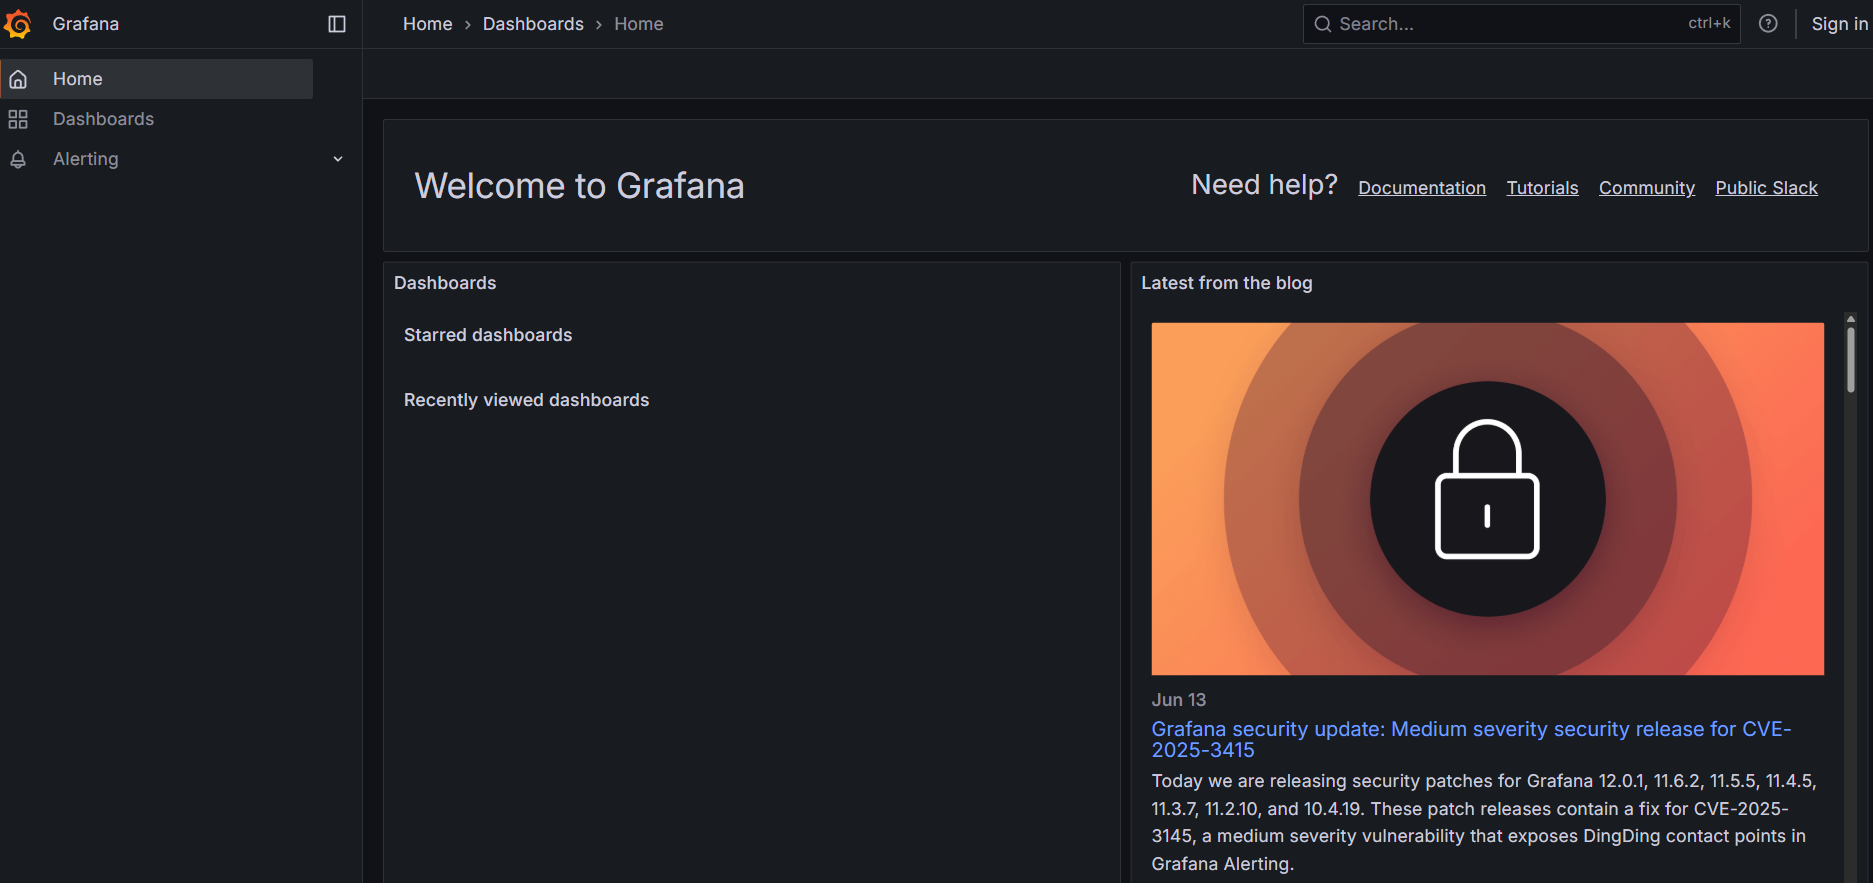 Grafana
Home › Dashboards › Home
Search... ctrl+k
Sign in
Home
Dashboards
Alerting
Welcome to Grafana
Need help? Documentation Tutorials Community Public Slack
Dashboards
Starred dashboards
Recently viewed dashboards
Latest from the blog
Jun 13
Grafana security update: Medium severity security release for CVE-
2025-3415
Today we are releasing security patches for Grafana 12.0.1, 11.6.2, 11.5.5, 11.4.5,
11.3.7, 11.2.10, and 10.4.19. These patch releases contain a fix for CVE-2025-
3145, a medium severity vulnerability that exposes DingDing contact points in
Grafana Alerting.